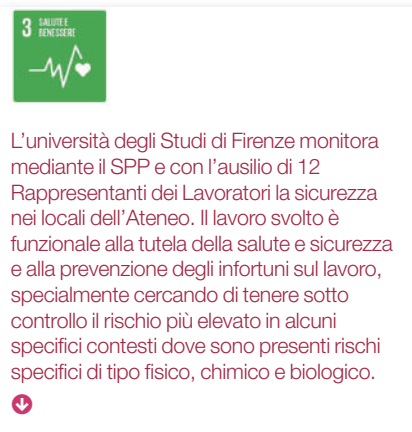 3 SALUTE E
BENESSERE
L'università degli Studi di Firenze monitora
mediante il SPP e con l'ausilio di 12
Rappresentanti dei Lavoratori la sicurezza
nei locali dell'Ateneo. Il lavoro svolto è
funzionale alla tutela della salute e sicurezza
e alla prevenzione degli infortuni sul lavoro,
specialmente cercando di tenere sotto
controllo il rischio più elevato in alcuni
specifici contesti dove sono presenti rischi
specifici di tipo fisico, chimico e biologico.